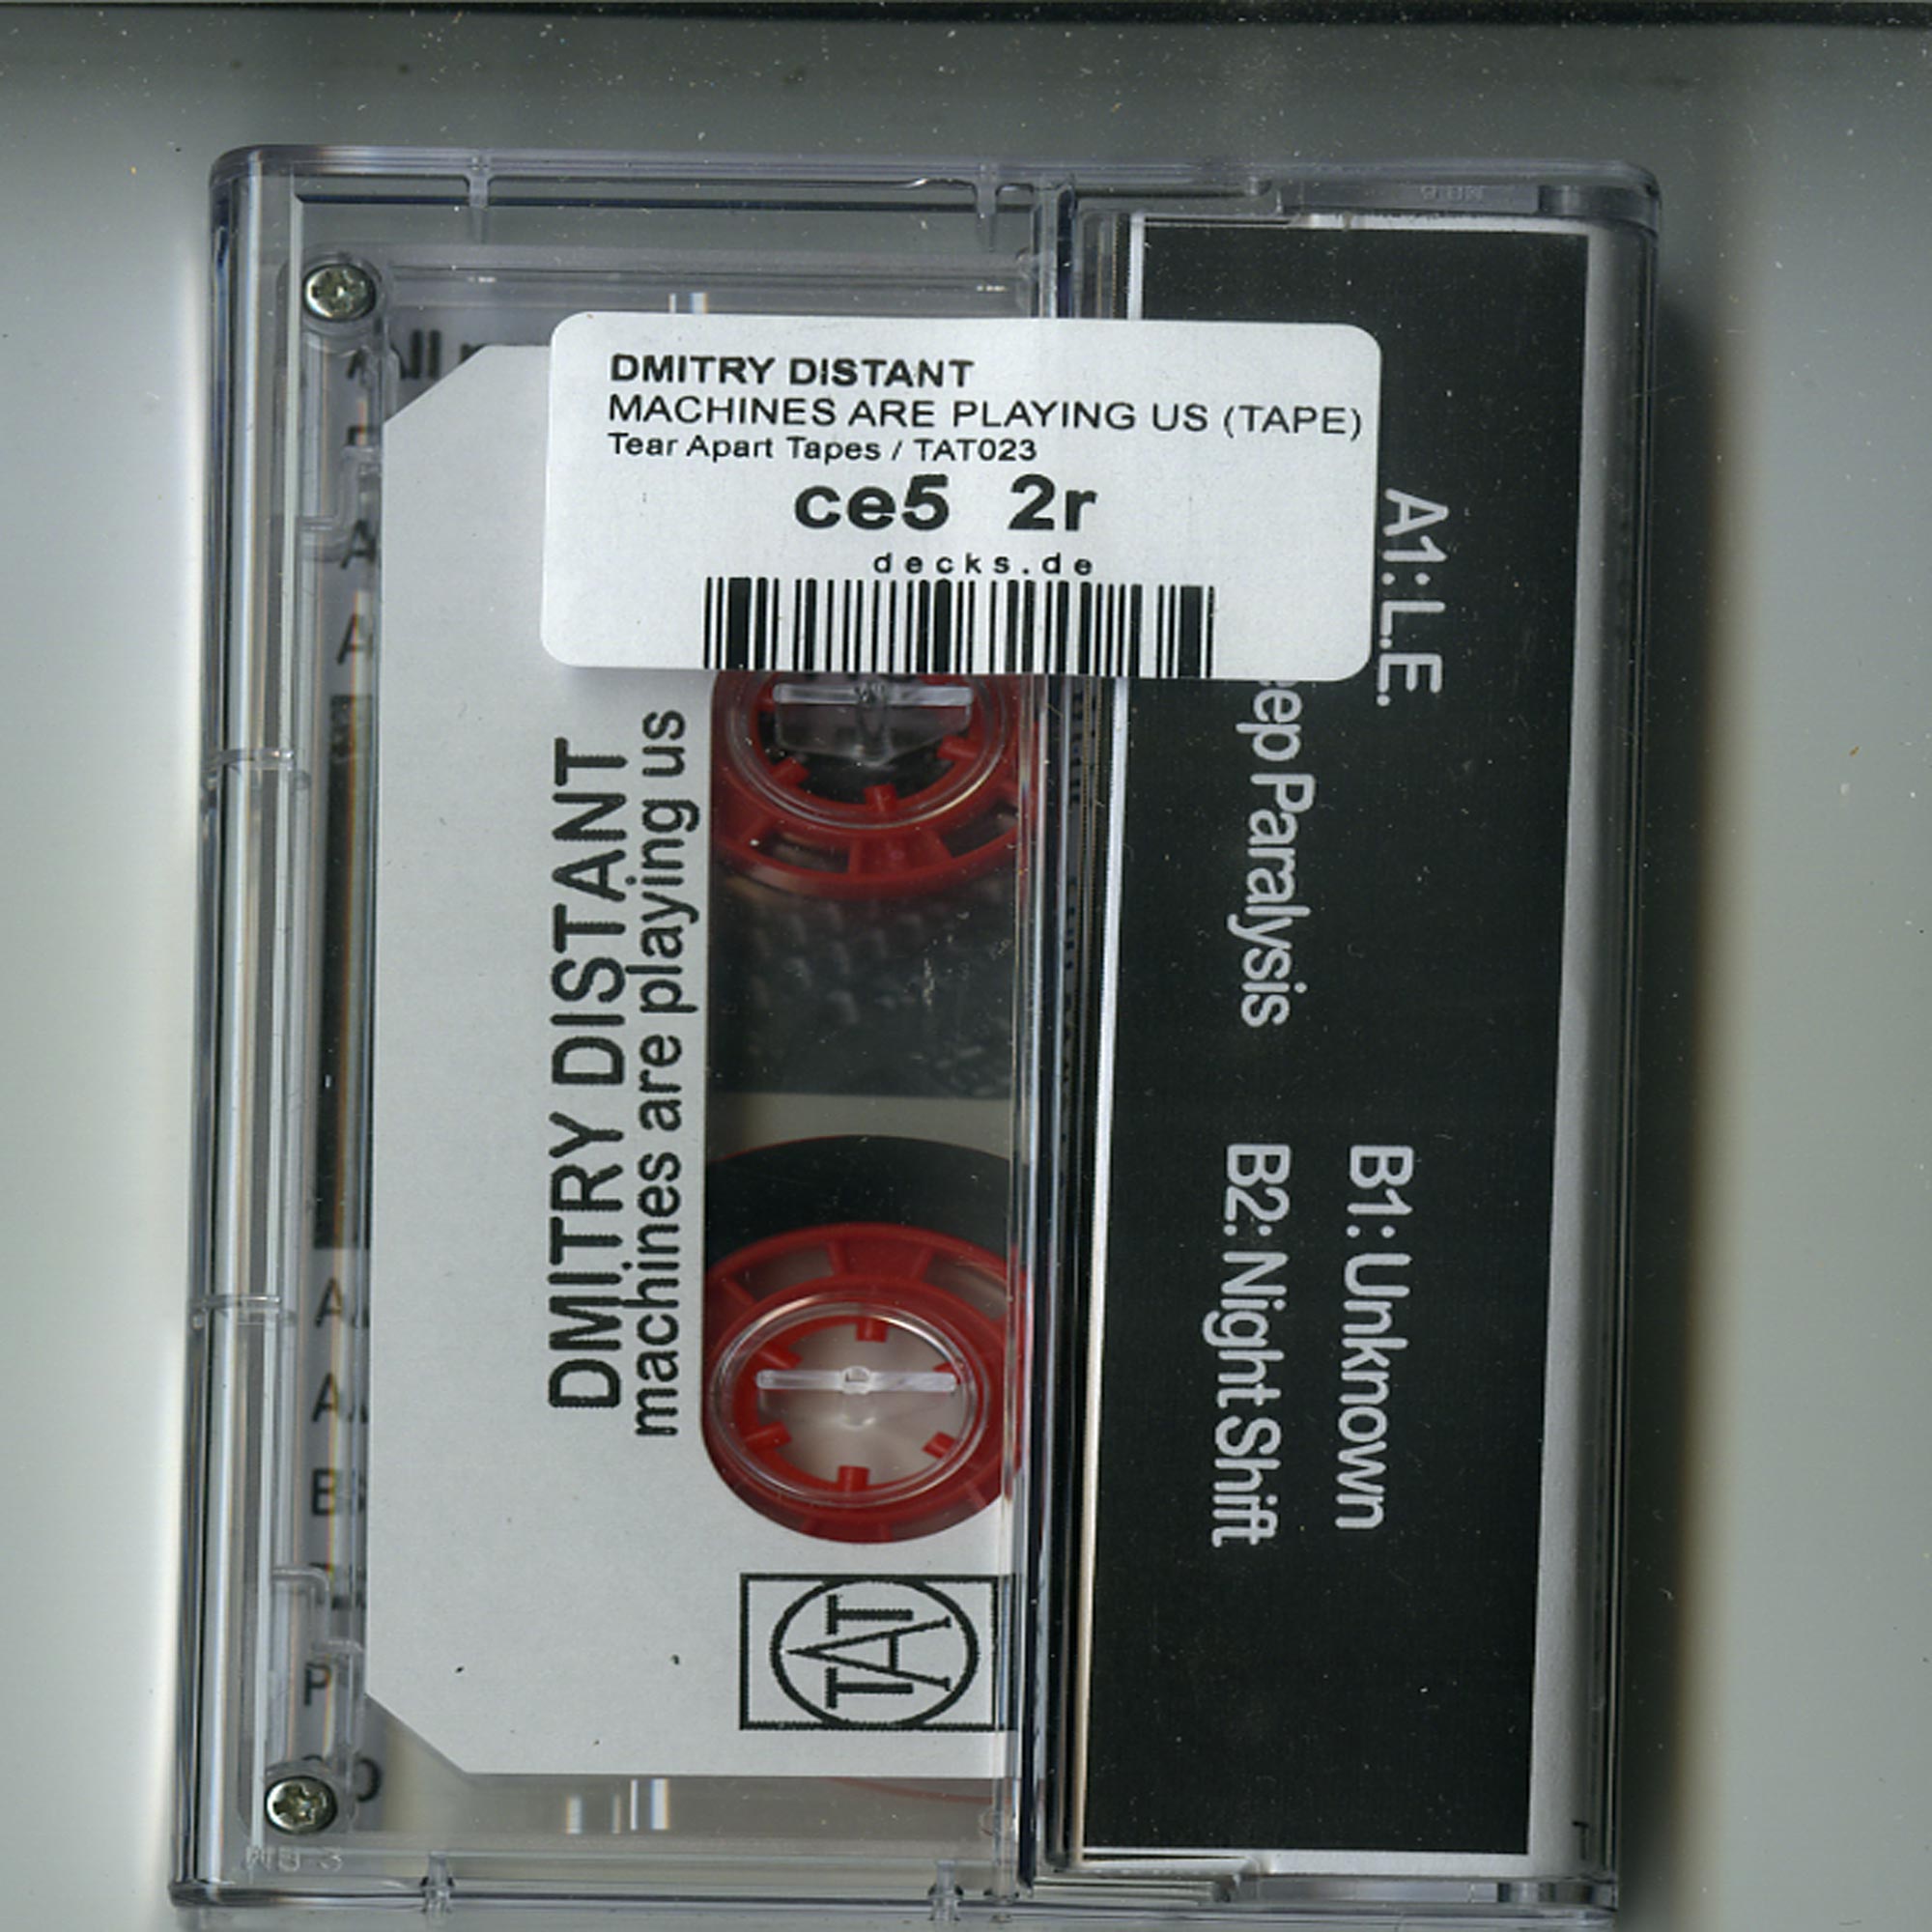 DMITRY DISTANT
MACHINES ARE PLAYING US (TAPE)
Tear Apart Tapes / TAT023
ce5 2r
decks.de
DMITRY DISTANT
machines are playing us
TAT
A1: L.E.
ep Paralysis
B1: Unknown
B2: Night Shift